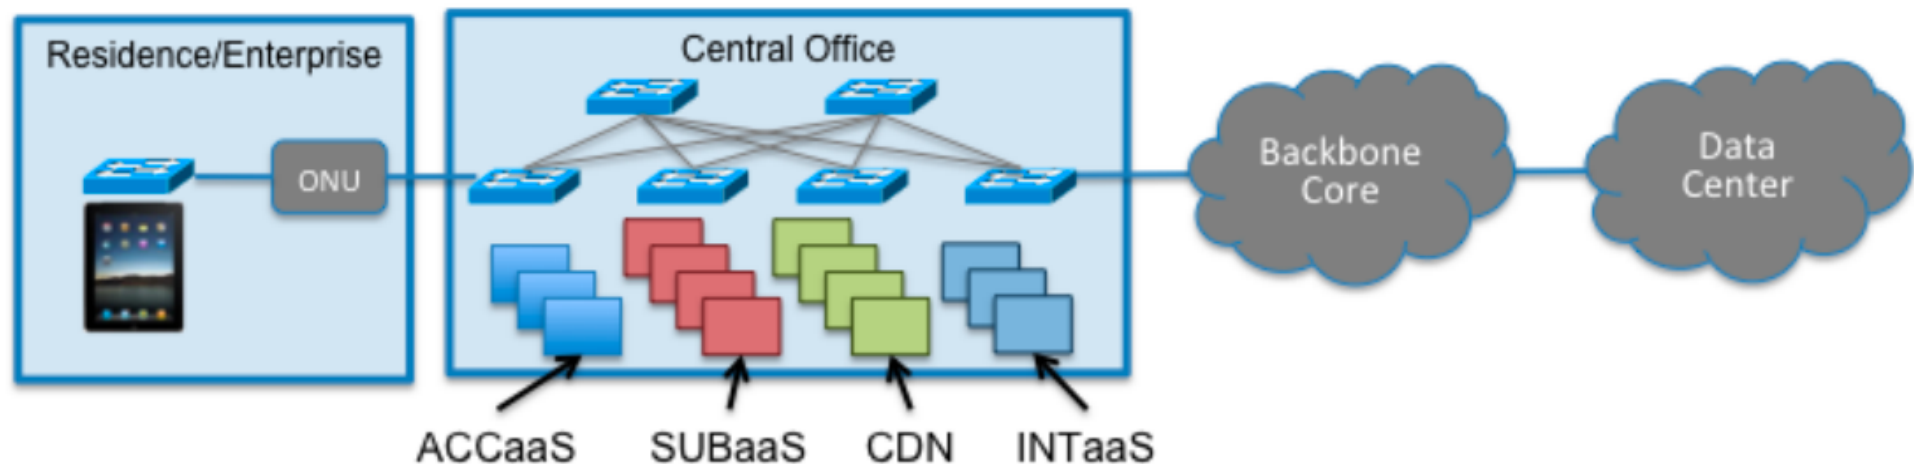 Residence/Enterprise
Central Office
ONU
Backbone
Core
Data
Center
ACCaaS
SUBaaS
CDN
INTaaS